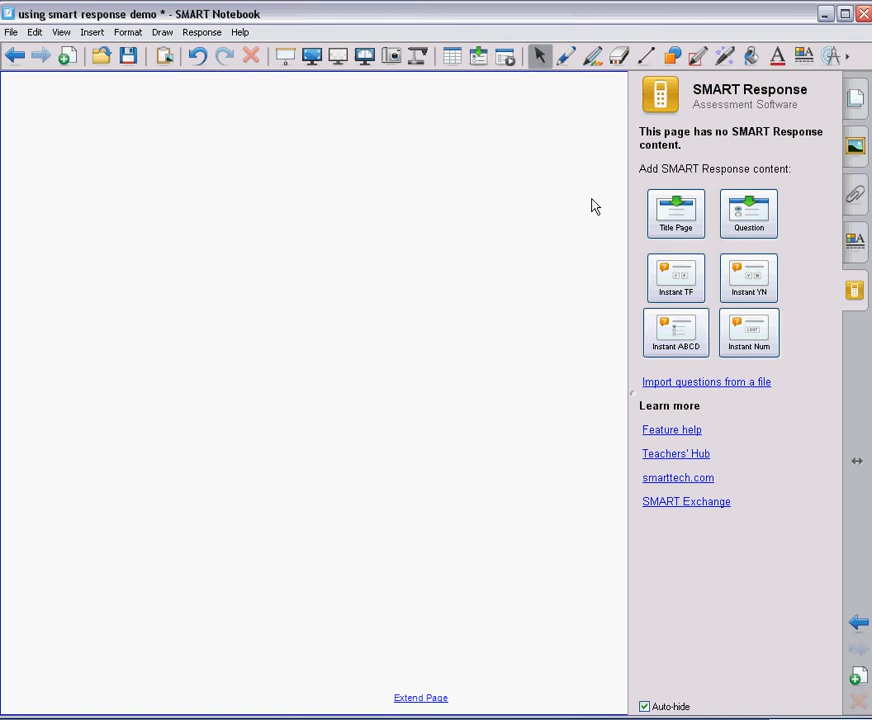 using smart response demo * - SMART Notebook
File Edit View Insert Format Draw Response Help
SMART Response
Assessment Software
This page has no SMART Response
content.
Add SMART Response content:
Title Page Question
Instant TF Instant YN
Instant ABCD Instant Num
Import questions from a file
Learn more
Feature help
Teachers' Hub
smarttech.com
SMART Exchange
Extend Page
Auto-hide